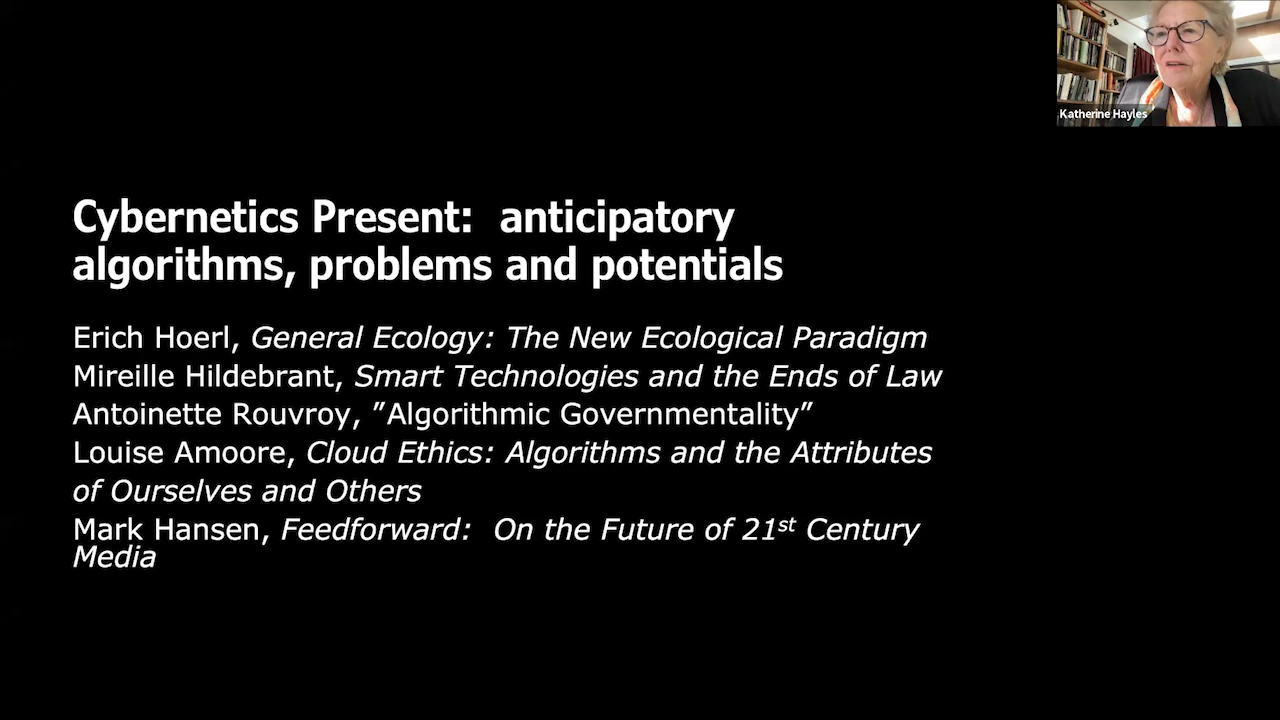 Katherine Hayles
Cybernetics Present:  anticipatory
algorithms, problems and potentials
Erich Hoerl, General Ecology: The New Ecological Paradigm
Mireille Hildebrant, Smart Technologies and the Ends of Law
Antoinette Rouvroy, ”Algorithmic Governmentality”
Louise Amoore, Cloud Ethics: Algorithms and the Attributes
of Ourselves and Others
Mark Hansen, Feedforward:  On the Future of 21st Century
Media